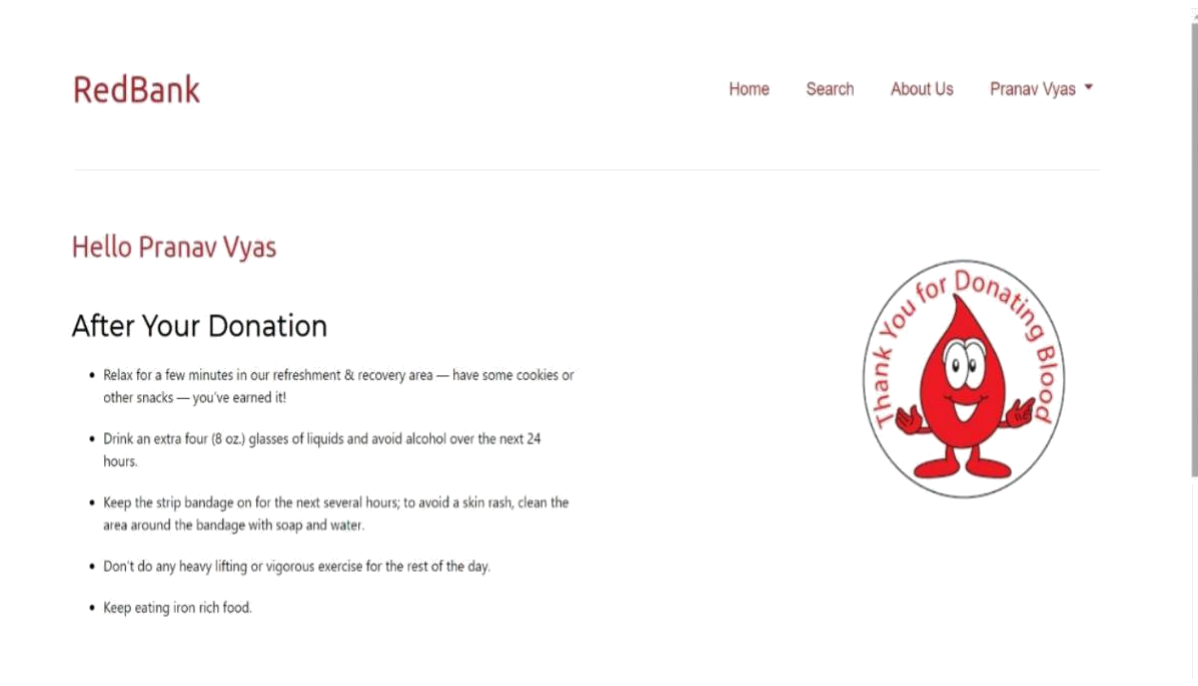 RedBank
Home Search About Us Pranav Vyas
Hello Pranav Vyas
After Your Donation
• Relax for a few minutes in our refreshment & recovery area — have some cookies or
other snacks — you've earned it!
• Drink an extra four (8 oz.) glasses of liquids and avoid alcohol over the next 24
hours.
• Keep the strip bandage on for the next several hours; to avoid a skin rash, clean the
area around the bandage with soap and water.
• Don't do any heavy lifting or vigorous exercise for the rest of the day.
• Keep eating iron rich food.
Thank You for Donating Blood